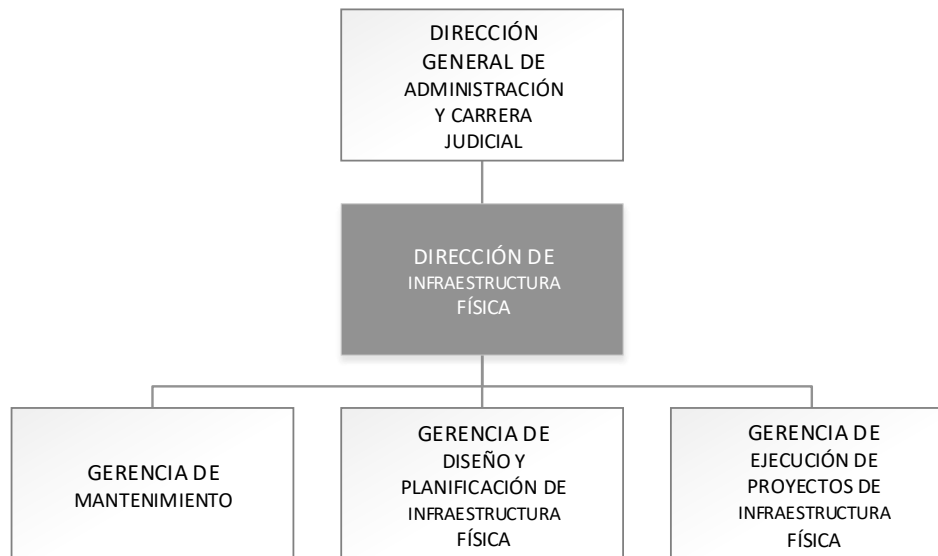 DIRECCIÓN
GENERAL DE
ADMINISTRACIÓN
Y CARRERA
JUDICIAL
DIRECCIÓN DE
INFRAESTRUCTURA
FÍSICA
GERENCIA DE
MANTENIMIENTO
GERENCIA DE
DISEÑO Y
PLANIFICACIÓN DE
INFRAESTRUCTURA
FÍSICA
GERENCIA DE
EJECUCIÓN DE
PROYECTOS DE
INFRAESTRUCTURA
FÍSICA